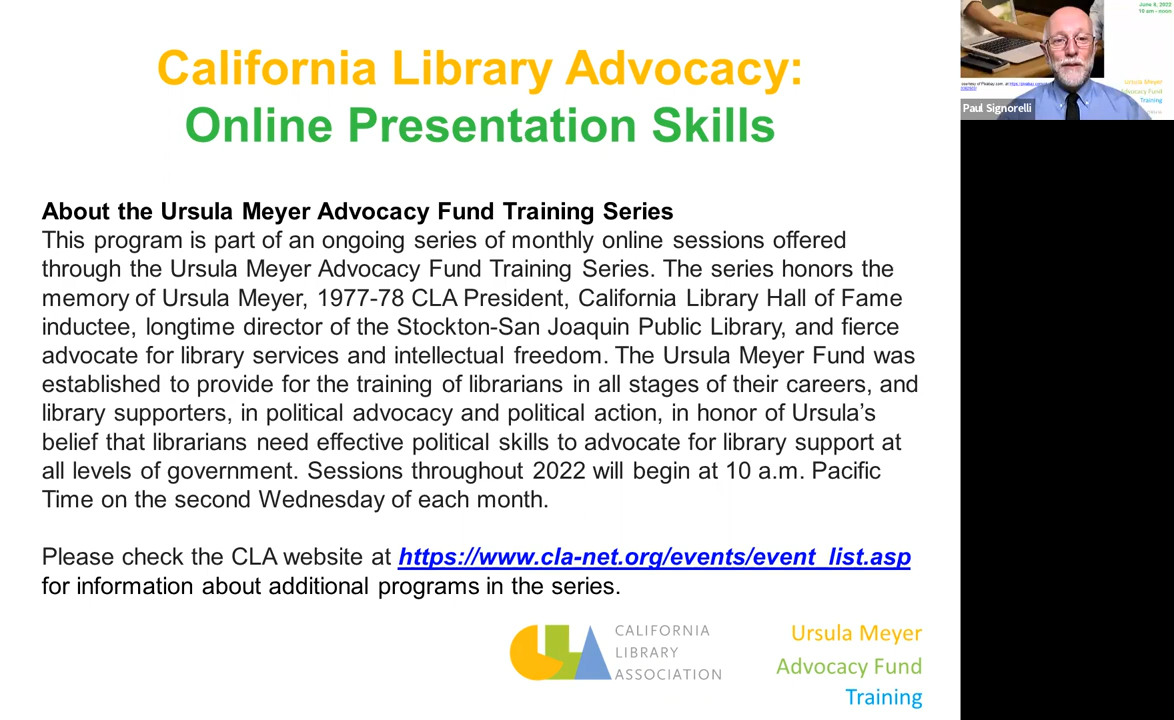 California Library Advocacy:
Online Presentation Skills
About the Ursula Meyer Advocacy Fund Training Series
This program is part of an ongoing series of monthly online sessions offered
through the Ursula Meyer Advocacy Fund Training Series. The series honors the
memory of Ursula Meyer, 1977-78 CLA President, California Library Hall of Fame
inductee, longtime director of the Stockton-San Joaquin Public Library, and fierce
advocate for library services and intellectual freedom. The Ursula Meyer Fund was
established to provide for the training of librarians in all stages of their careers, and
library supporters, in political advocacy and political action, in honor of Ursula’s
belief that librarians need effective political skills to advocate for library support at
all levels of government. Sessions throughout 2022 will begin at 10 a.m. Pacific
Time on the second Wednesday of each month.
Please check the CLA website at https://www.cla-net.org/events/event_list.asp
for information about additional programs in the series.
CALIFORNIA
LIBRARY
ASSOCIATION
Ursula Meyer
Advocacy Fund
Training
10 am - noon
Ursula Meyer
Advocacy Fund
Training
Paul Signorelli